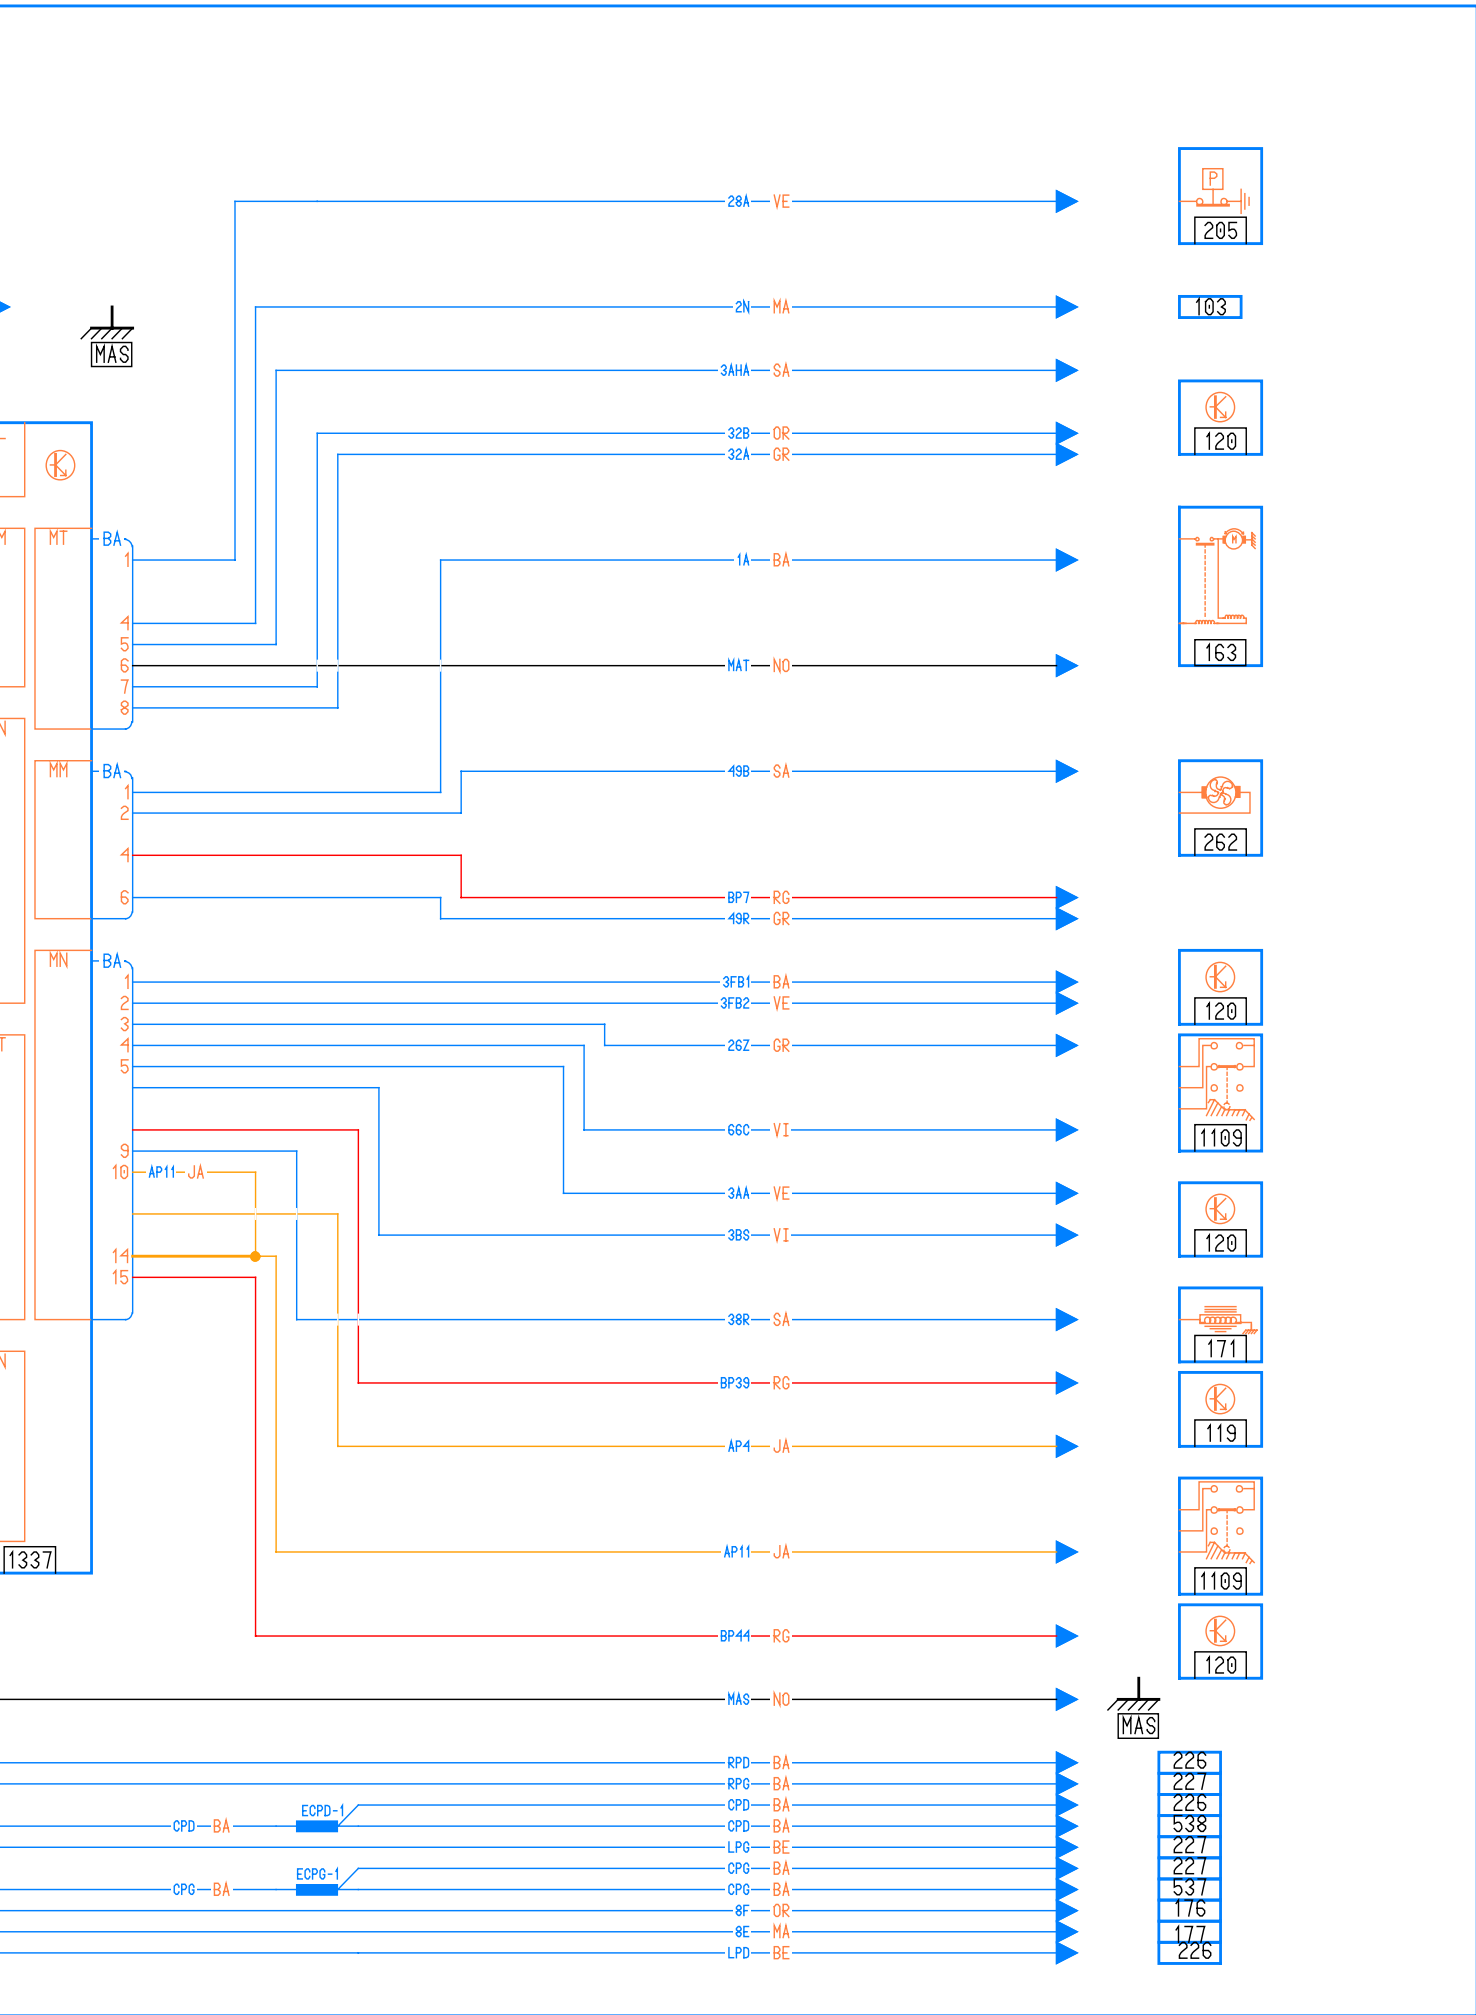 28A VE
P
205
2N MA
103
MAS
3AHA SA
120
32B OR
32A GR
MT BA
1
1A BA
M
4
5
6
MAT NO
163
7
8
MM BA
1
2
49B SA
262
4
6
BP7 RG
49R GR
MN BA
1
3FB1 BA
2
3FB2 VE
120
3
4
26Z GR
5
66C VI
1109
9
10 AP11 JA
3AA VE
3BS VI
120
14
15
38R SA
171
BP39 RG
119
AP4 JA
1337
AP11 JA
1109
BP44 RG
120
MAS NO
MAS
RPD BA
226
RPG BA
227
ECPD-1
CPD BA
226
CPD BA
CPD BA
538
LPG BE
227
ECPG-1
CPG BA
227
CPG BA
CPG BA
537
8F OR
176
8E MA
177
LPD BE
226